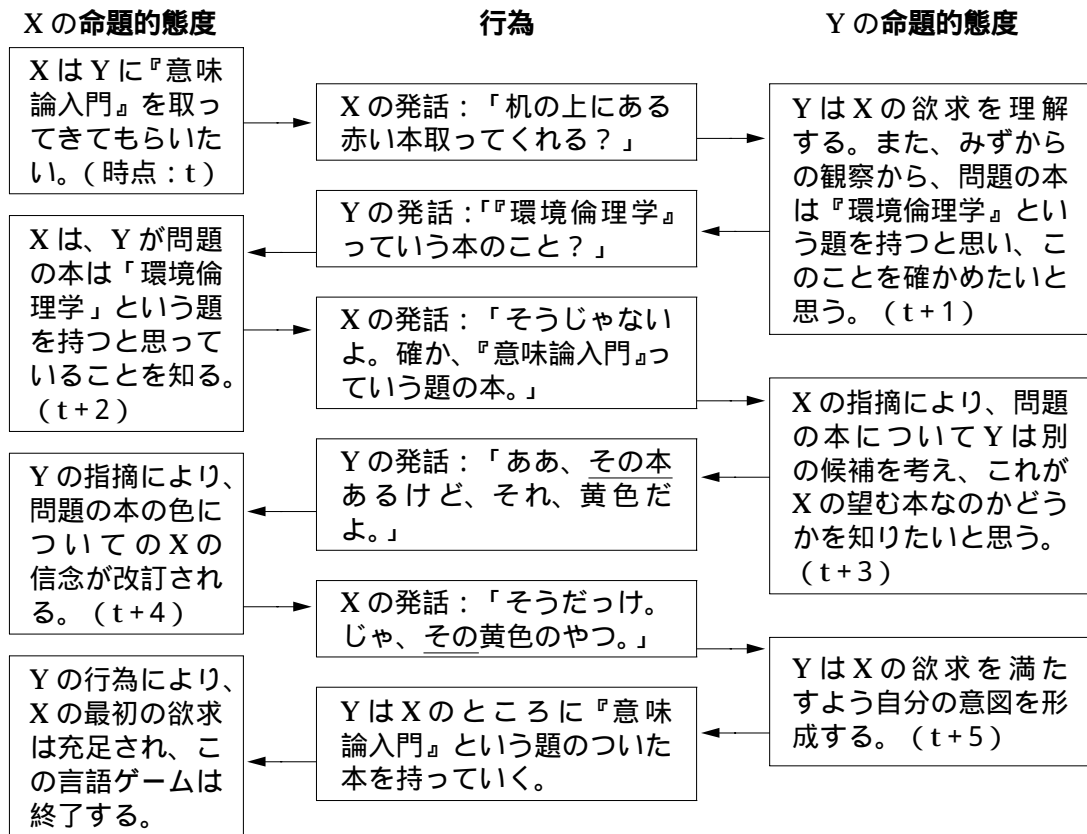 Xの命題的態度
行為
Yの命題的態度
XはYに『意味
論入門』を取っ
てきてもらいた
い。(時点:t)
Xの発話:「机の上にある
赤い本取ってくれる?」
YはXの欲求を理解
する。また、みずから
の観察から、問題の本
は『環境倫理学』とい
う題を持つと思い、こ
のことを確かめたいと
思う。(t+1)
Yの発話:「『環境倫理学』
っていう本のこと?」
Xは、Yが問題
の本は「環境倫
理学」という題
を持つと思って
いることを知る。
(t+2)
Xの発話:「そうじゃない
よ。確か、『意味論入門』っ
ていう題の本。」
Xの指摘により、問題
の本についてYは別
の候補を考え、これが
Xの望む本なのかどう
かを知りたいと思う。
(t+3)
Yの発話:「ああ、その本
あるけど、それ、黄色だ
よ。」
Yの指摘により、
問題の本の色に
ついてのXの
信念が改訂され
る。(t+4)
Xの発話:「そうだっけ。
じゃ、その黄色のやつ。」
YはXの欲求を満た
すよう自分の意図を形
成する。(t+5)
YはXのところに『意味
論入門』という題のついた
本を持っていく。
Yの行為により、
Xの最初の欲求
は充足され、こ
の言語ゲームは
終了する。